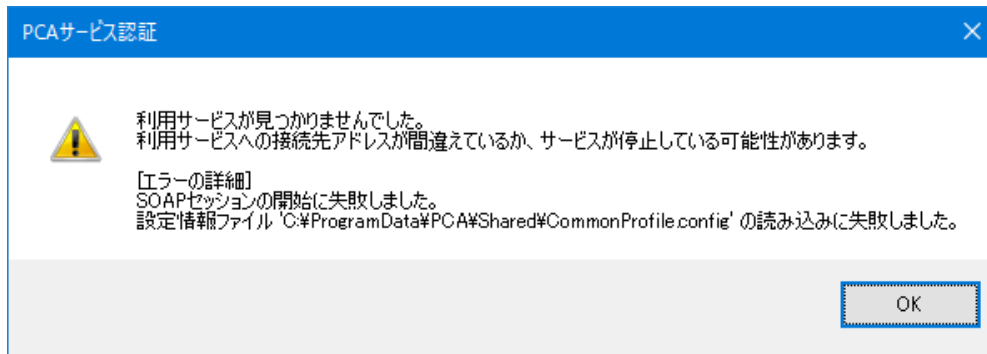 PCAサービス認証
利用サービスが見つかりませんでした。
利用サービスへの接続先アドレスが間違えているか、サービスが停止している可能性があります。
[エラーの詳細]
SOAPセッションの開始に失敗しました。
設定情報ファイル 'C:¥ProgramData¥PCA¥Shared¥CommonProfile.config' の読み込みに失敗しました。
OK